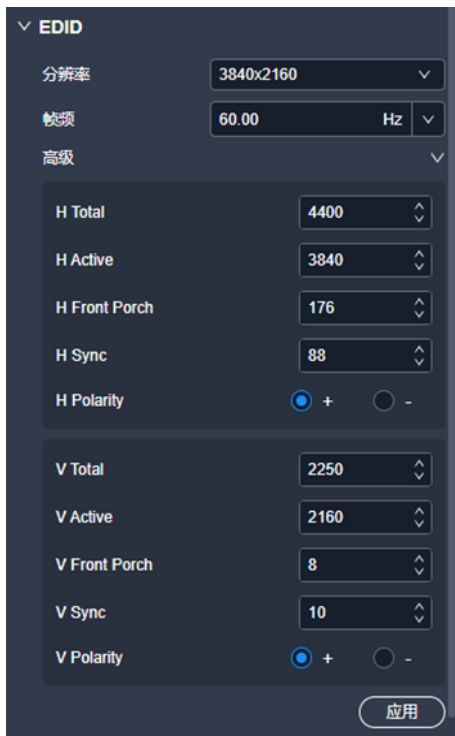 EDID
分辨率 3840x2160
帧频 60.00 Hz
高级
H Total 4400
H Active 3840
H Front Porch 176
H Sync 88
H Polarity + -
V Total 2250
V Active 2160
V Front Porch 8
V Sync 10
V Polarity + -
应用